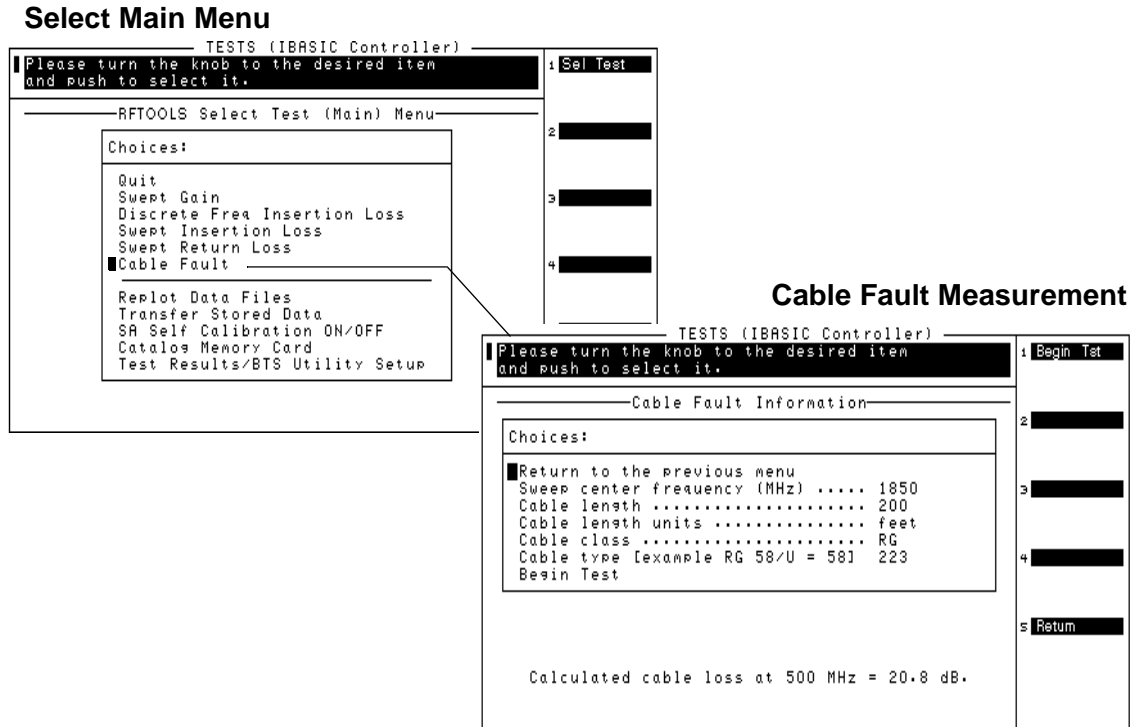 Select Main Menu
TESTS (IBASIC Controller)
Please turn the knob to the desired item
and push to select it.
1 Sel Test
RFTOOLS Select Test (Main) Menu
2
Choices:
Quit
Swept Gain
3
Discrete Freq Insertion Loss
Swept Insertion Loss
Swept Return Loss
Cable Fault
4
Replot Data Files
Transfer Stored Data
SA Self Calibration ON/OFF
Catalog Memory Card
Test Results/BTS Utility Setup
Cable Fault Measurement
TESTS (IBASIC Controller)
Please turn the knob to the desired item
and push to select it.
1 Begin Tst
Cable Fault Information
2
Choices:
Return to the previous menu
Sweep center frequency (MHz) ..... 1850
3
Cable length ...................... 200
Cable length units ............... feet
Cable class ....................... RG
Cable type [example RG 58/U = 58] 223
4
Begin Test
5 Return
Calculated cable loss at 500 MHz = 20.8 dB.